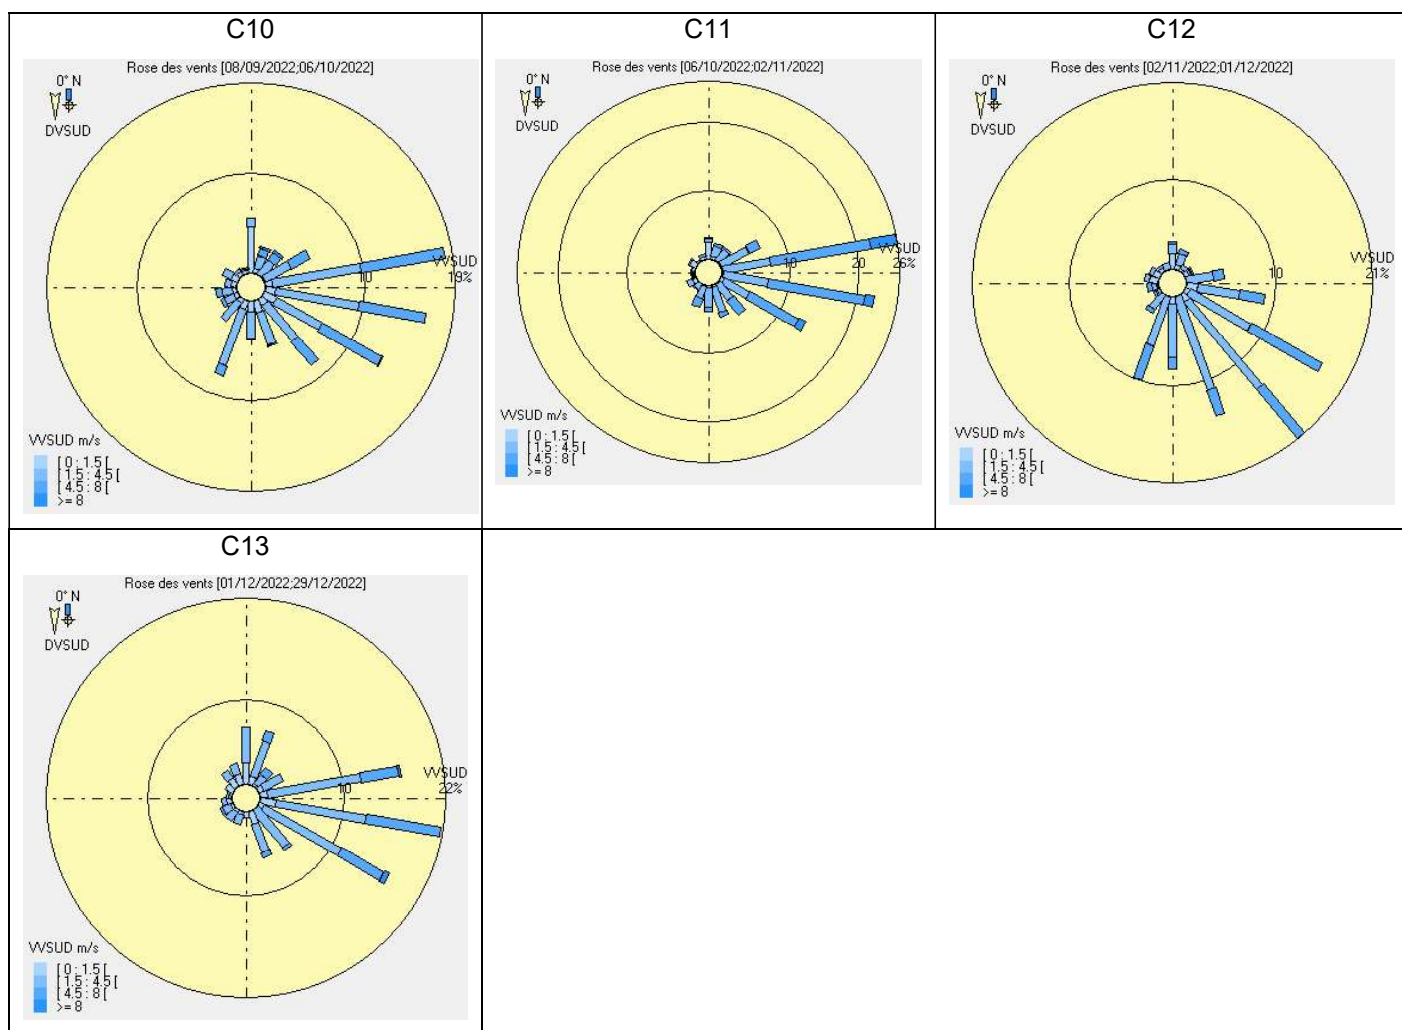 C10
C11
C12
Rose des vents [08/09/2022;06/10/2022]
0° N
DVSUD
10
VVSUD
19%
VVSUD m/s
[ 0 : 1.5 [
[ 1.5 : 4.5 [
[ 4.5 : 8 [
>= 8
Rose des vents [06/10/2022;02/11/2022]
0° N
DVSUD
10
20
VVSUD
26%
VVSUD m/s
[ 0 : 1.5 [
[ 1.5 : 4.5 [
[ 4.5 : 8 [
>= 8
Rose des vents [02/11/2022;01/12/2022]
0° N
DVSUD
10
VVSUD
21%
VVSUD m/s
[ 0 : 1.5 [
[ 1.5 : 4.5 [
[ 4.5 : 8 [
>= 8
C13
Rose des vents [01/12/2022;29/12/2022]
0° N
DVSUD
10
VVSUD
22%
VVSUD m/s
[ 0 : 1.5 [
[ 1.5 : 4.5 [
[ 4.5 : 8 [
>= 8